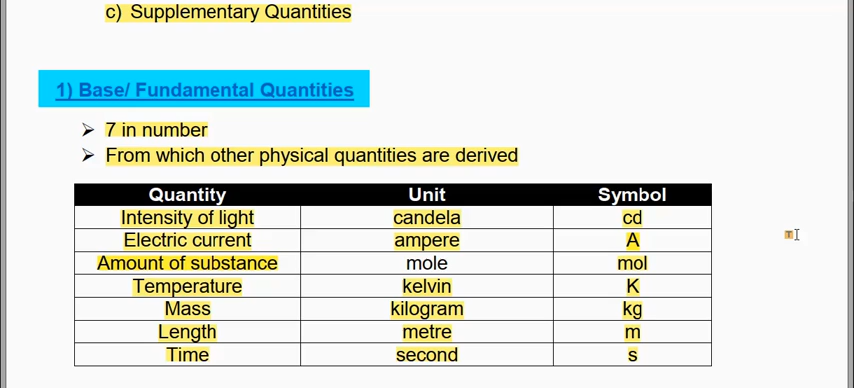 c) Supplementary Quantities
1) Base/ Fundamental Quantities
➢ 7 in number
➢ From which other physical quantities are derived
Quantity Unit Symbol
Intensity of light candela cd
Electric current ampere A
Amount of substance mole mol
Temperature kelvin K
Mass kilogram kg
Length metre m
Time second s